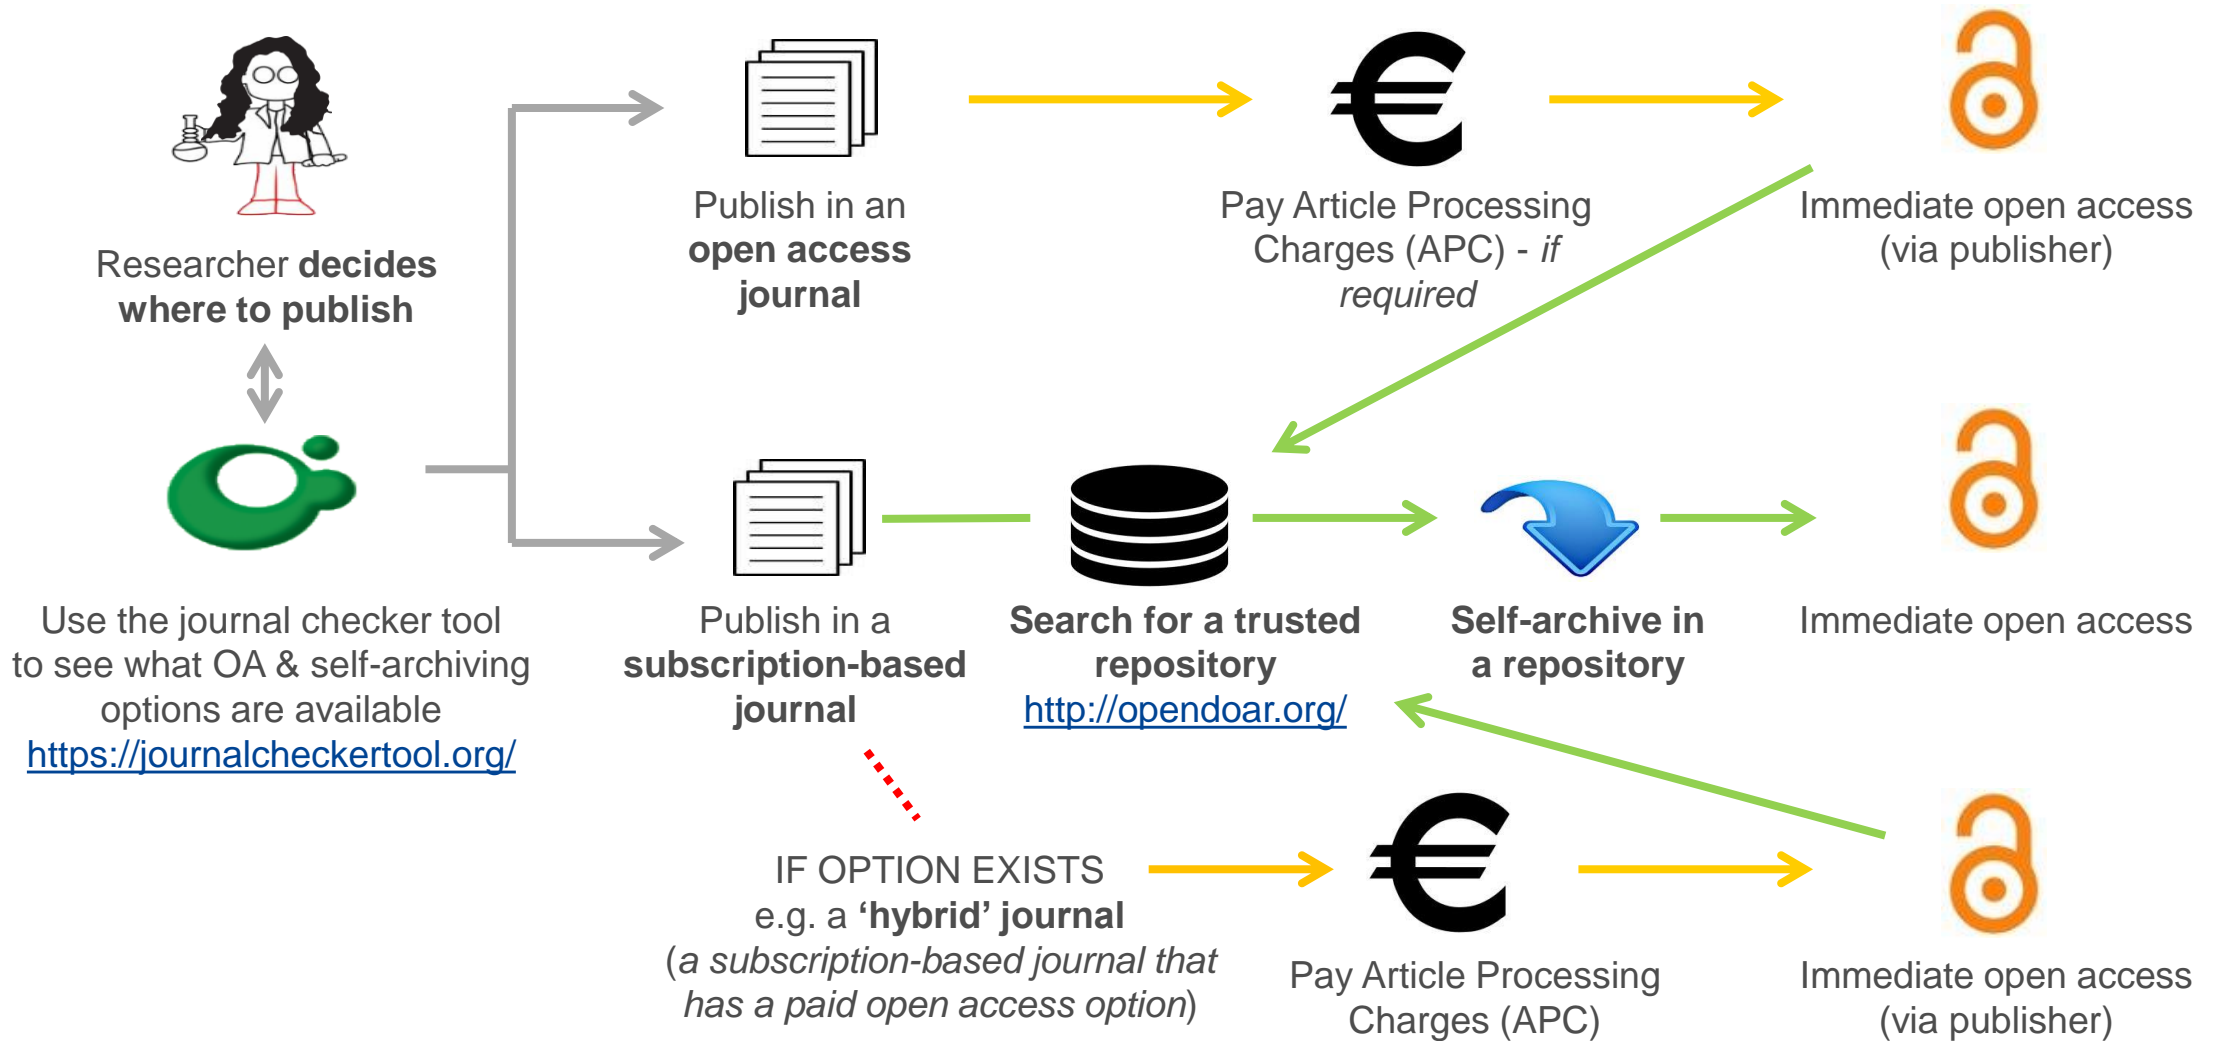 Researcher decides
where to publish
Use the journal checker tool
to see what OA & self-archiving
options are available
https://journalcheckertool.org/
Publish in an
open access
journal
Pay Article Processing
Charges (APC) - if
required
Immediate open access
(via publisher)
Publish in a
subscription-based
journal
Search for a trusted
repository
http://opendoar.org/
Self-archive in
a repository
Immediate open access
IF OPTION EXISTS
e.g. a ‘hybrid’ journal
(a subscription-based journal that
has a paid open access option)
Pay Article Processing
Charges (APC)
Immediate open access
(via publisher)